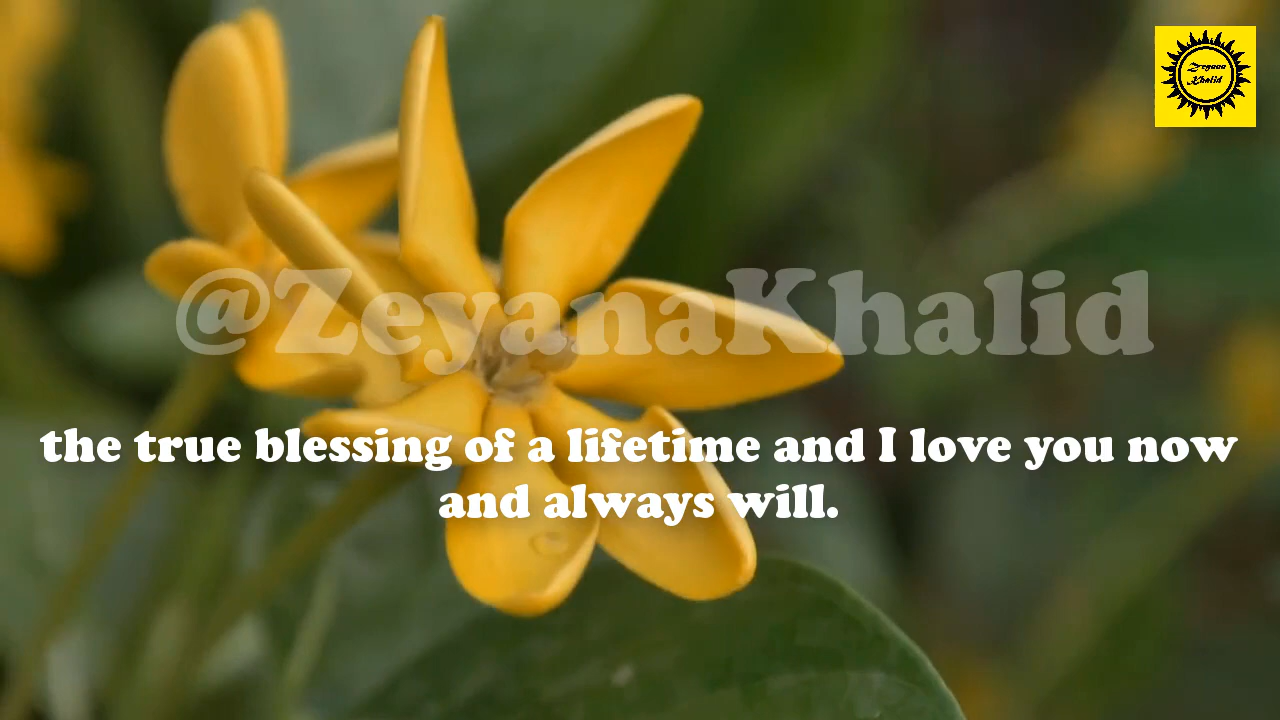 Zeyana
Khalid
@ZeyanaKhalid
the true blessing of a lifetime and I love you now
and always will.